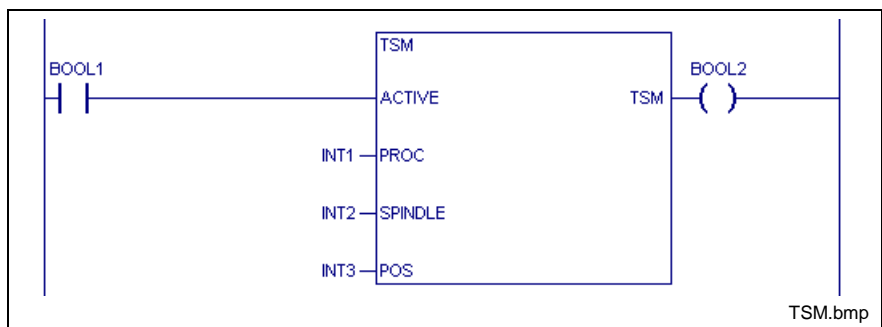 TSM
BOOL1
BOOL2
ACTIVE TSM
INT1 PROC
INT2 SPINDLE
INT3 POS
TSM.bmp